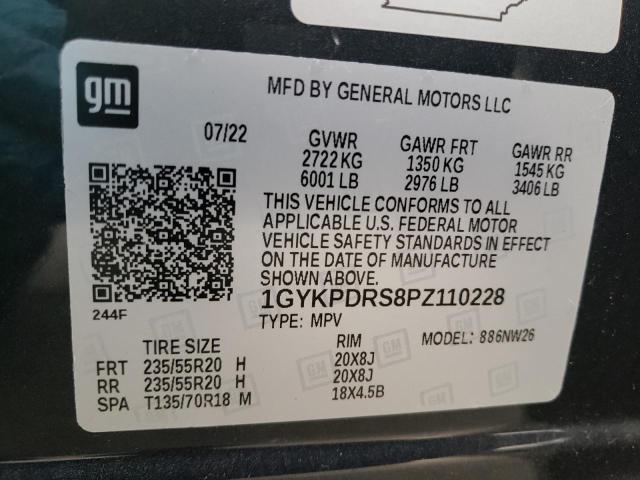 gm
MFD BY GENERAL MOTORS LLC
07/22
GVWR
2722 KG
6001 LB
GAWR FRT
1350 KG
2976 LB
GAWR RR
1545 KG
3406 LB
THIS VEHICLE CONFORMS TO ALL
APPLICABLE U.S. FEDERAL MOTOR
VEHICLE SAFETY STANDARDS IN EFFECT
ON THE DATE OF MANUFACTURE
SHOWN ABOVE.
244F
1GYKPDRS8PZ110228
TYPE: MPV
MODEL: 886NW26
TIRE SIZE RIM
FRT 235/55R20 H 20X8J
RR 235/55R20 H 20X8J
SPA T135/70R18 M 18X4.5B